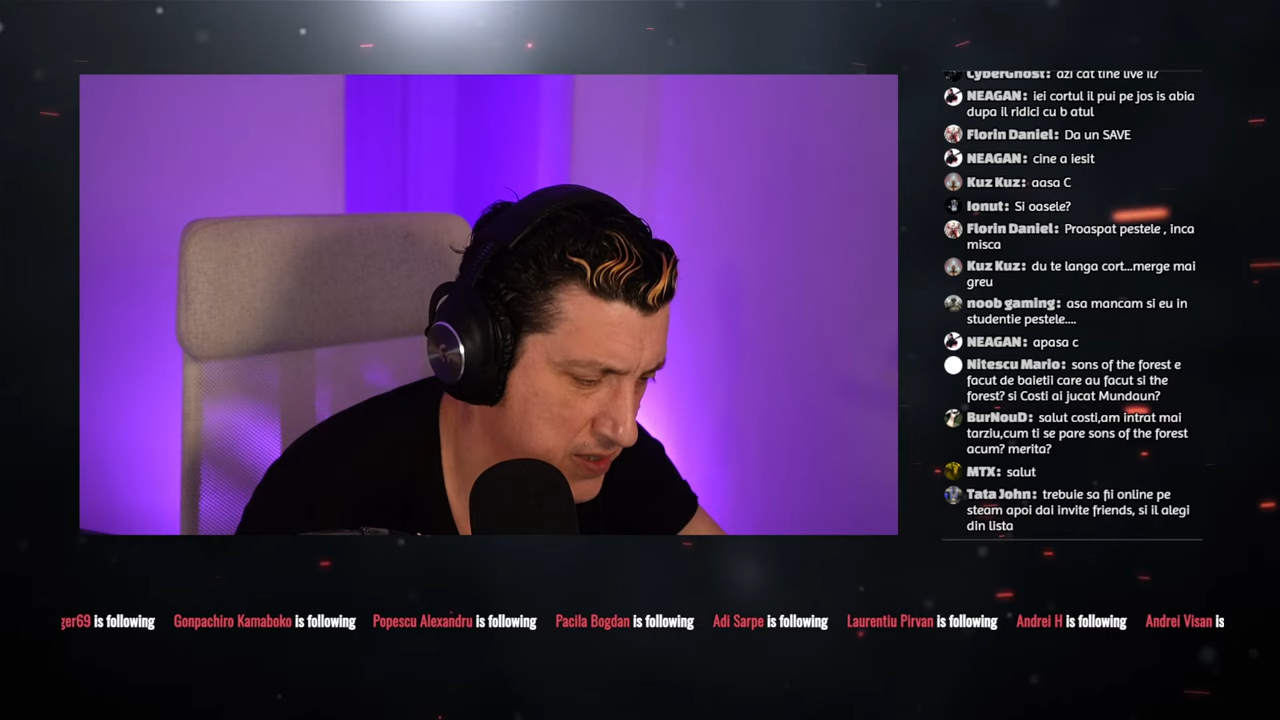 CyberGhost: azi cat tine live il?
NEAGAN: iei cortul il pui pe jos is abia
dupa il ridici cu b atul
Florin Daniel: Da un SAVE
NEAGAN: cine a iesit
Kuz Kuz: aasa C
Ionut: Si oasele?
Florin Daniel: Proaspat pestele , inca
misca
Kuz Kuz: du te langa cort...merge mai
greu
noob gaming: asa mancam si eu in
studentie pestele....
NEAGAN: apasa c
Nitescu Mario: sons of the forest e
facut de baietii care au facut si the
forest? si Costi ai jucat Mundaun?
BurNouD: salut costi,am intrat mai
tarziu,cum ti se pare sons of the forest
acum? merita?
MTX: salut
Tata John: trebuie sa fii online pe
steam apoi dai invite friends, si il alegi
din lista
ger69 is following Gonpachiro Kamaboko is following Popescu Alexandru is following Pacila Bogdan is following Adi Sarpe is following Laurentiu Pirvan is following Andrei H is following Andrei Visan is